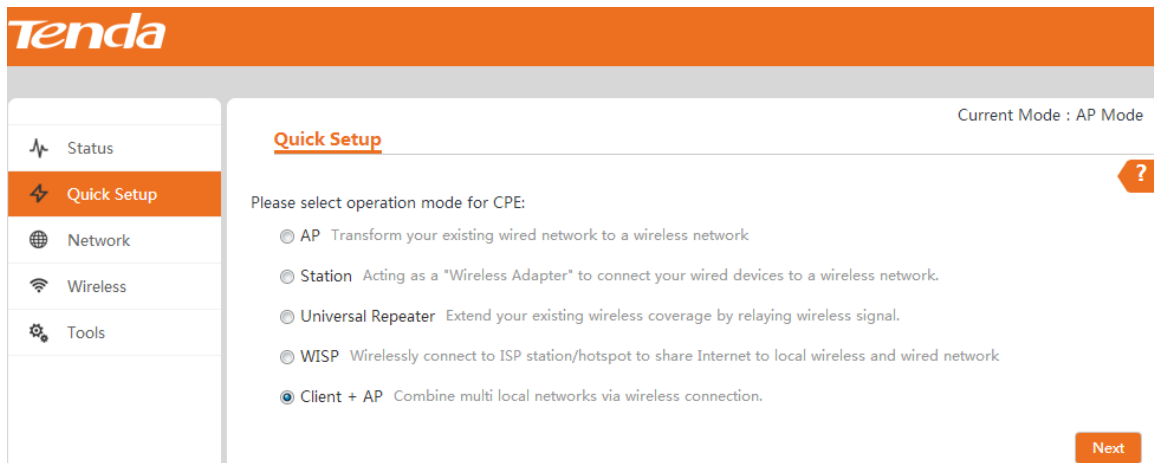 Tenda
Current Mode : AP Mode
Quick Setup
Status
Quick Setup
Network
Wireless
Tools
?
Please select operation mode for CPE:
AP Transform your existing wired network to a wireless network
Station Acting as a "Wireless Adapter" to connect your wired devices to a wireless network.
Universal Repeater Extend your existing wireless coverage by relaying wireless signal.
WISP Wirelessly connect to ISP station/hotspot to share Internet to local wireless and wired network
Client + AP Combine multi local networks via wireless connection.
Next